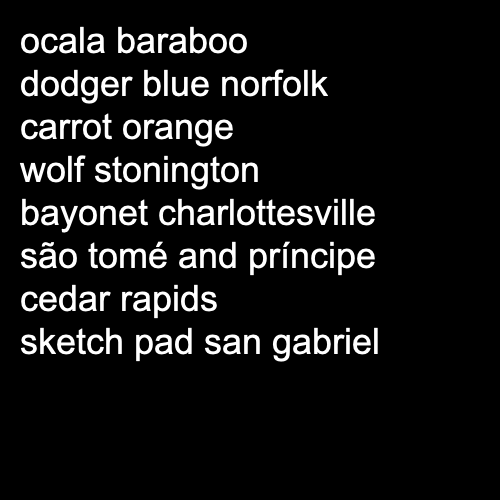 ocala baraboo
dodger blue norfolk
carrot orange
wolf stonington
bayonet charlottesville
são tomé and príncipe
cedar rapids
sketch pad san gabriel